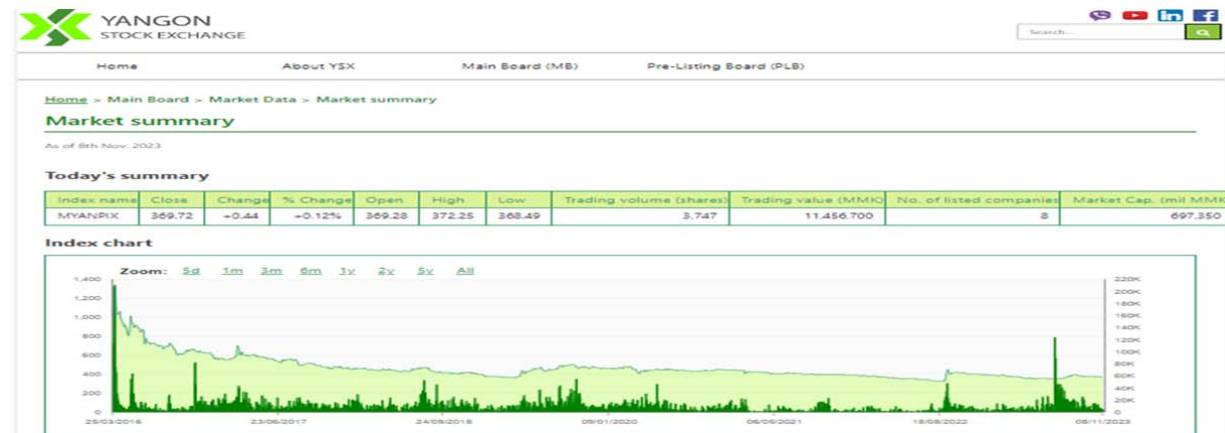 YANGON
STOCK EXCHANGE
Search...
Home About YSX Main Board (MB) Pre-Listing Board (PLB)
Home > Main Board > Market Data > Market summary
Market summary
As of 8th Nov, 2023
Today's summary
Index name Close Change % Change Open High Low Trading volume (shares) Trading value (MMK) No. of listed companies Market Cap. (mil MMK
MYANPIX 369.72 +0.44 +0.12% 369.28 372.25 368.49 3,747 11,456,700 8 697,350
Index chart
Zoom: 5d 1m 3m 6m 1y 2y 5y All
1,400 220K
1,200 200K
1,000 180K
800 160K
600 140K
400 120K
200 100K
0 80K
60K
40K
20K
0
25/03/2016 23/06/2017 24/09/2018 09/01/2020 18/08/2022 08/11/2023